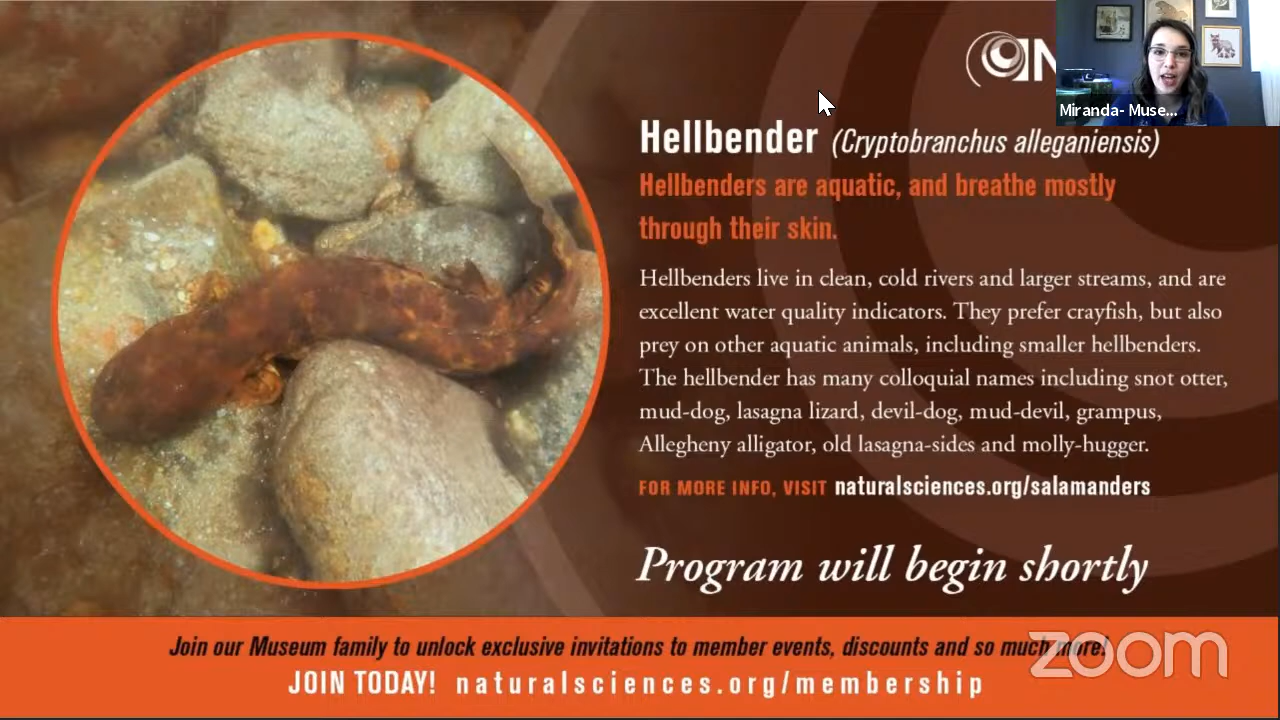 Miranda- Muse...
Hellbender (Cryptobranchus alleganiensis)
Hellbenders are aquatic, and breathe mostly
through their skin.
Hellbenders live in clean, cold rivers and larger streams, and are
excellent water quality indicators. They prefer crayfish, but also
prey on other aquatic animals, including smaller hellbenders.
The hellbender has many colloquial names including snot otter,
mud-dog, lasagna lizard, devil-dog, mud-devil, grampus,
Allegheny alligator, old lasagna-sides and molly-hugger.
FOR MORE INFO, VISIT naturalsciences.org/salamanders
Program will begin shortly
Join our Museum family to unlock exclusive invitations to member events, discounts and so much more!
zoom
JOIN TODAY! naturalsciences.org/membership